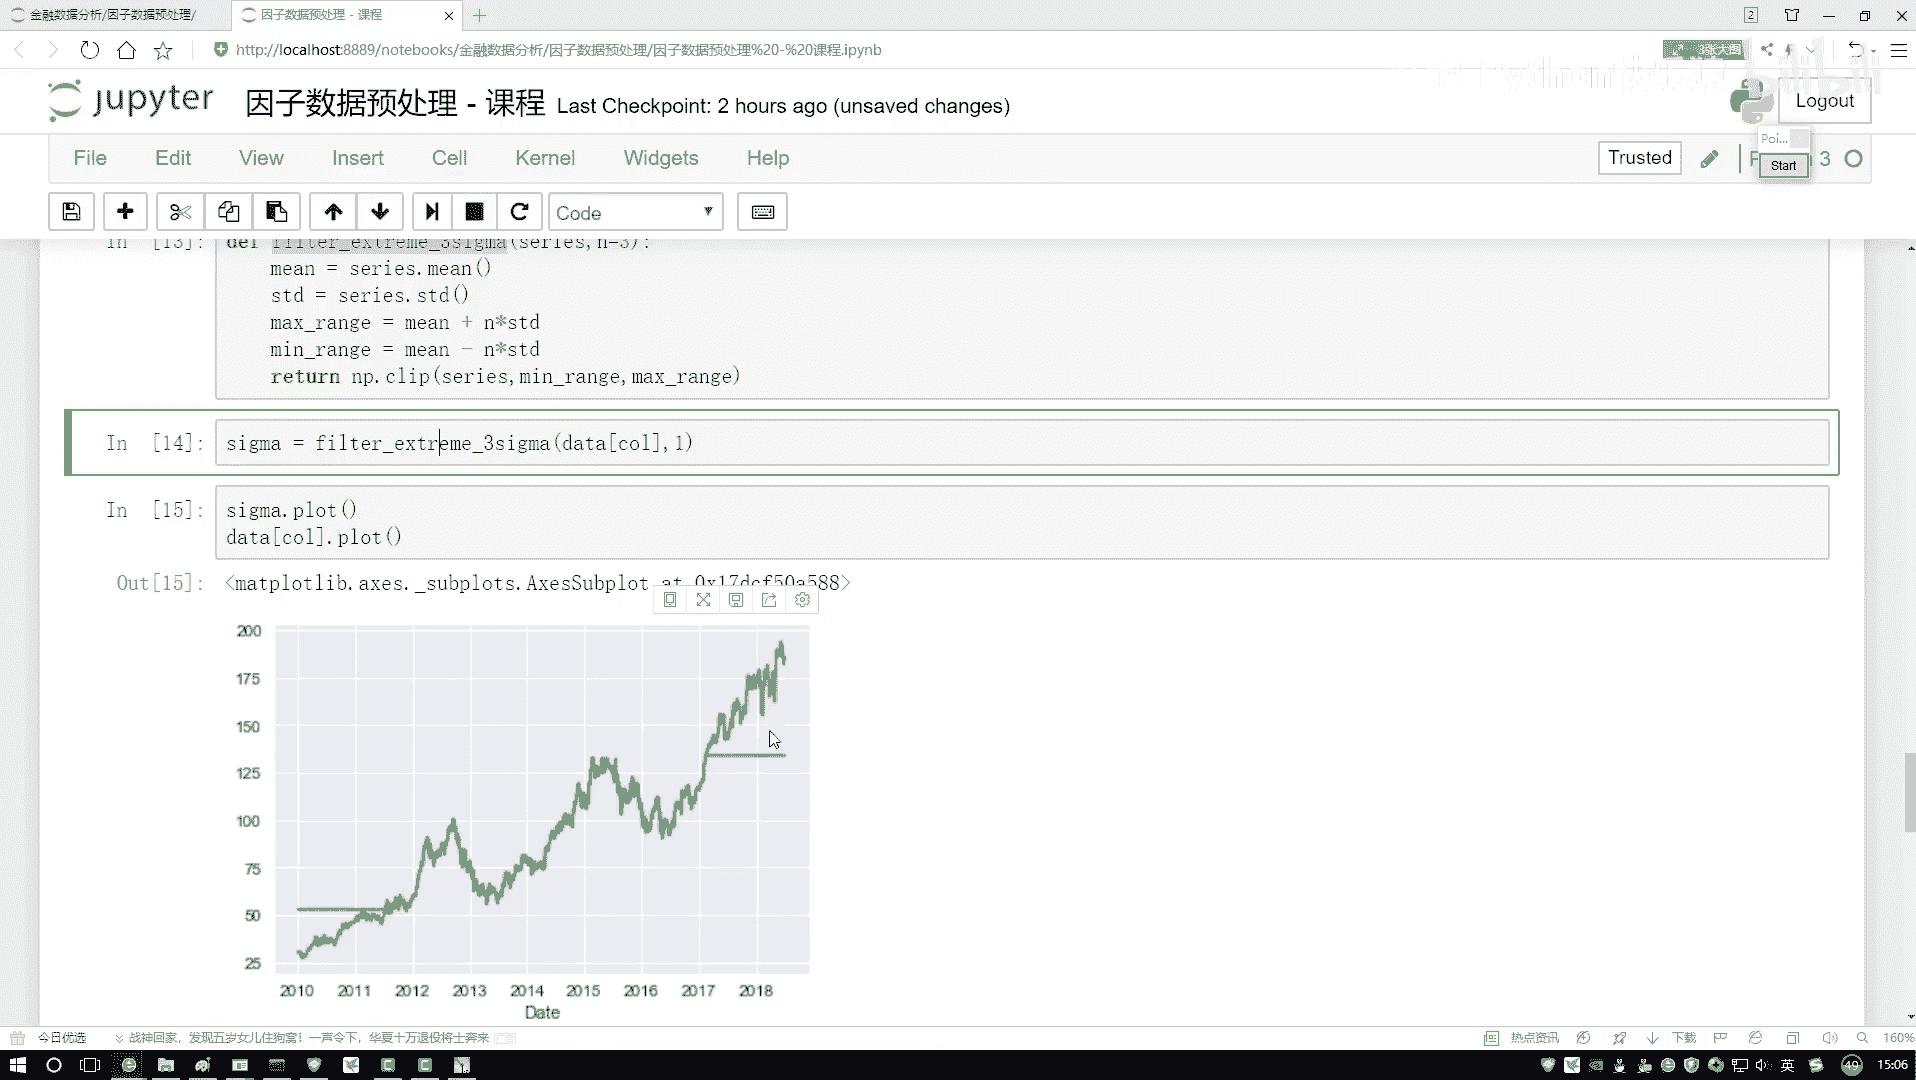 金融数据分析/因子数据预处理/
因子数据预处理 - 课程
2
http://localhost:8889/notebooks/金融数据分析/因子数据预处理/因子数据预处理%20-%20课程.ipynb
bilibili
jupyter 因子数据预处理 - 课程 Last Checkpoint: 2 hours ago (unsaved changes)
Logout
Poi...
File Edit View Insert Cell Kernel Widgets Help
Trusted
3
Start
Code
In [13]: def filter_extreme_3sigma(series,n=3):
mean = series.mean()
std = series.std()
max_range = mean + n*std
min_range = mean - n*std
return np.clip(series,min_range,max_range)
In [14]: sigma = filter_extreme_3sigma(data[col],1)
In [15]: sigma.plot()
data[col].plot()
Out[15]: <matplotlib.axes._subplots.AxesSubplot at 0x17dcf50a588>
200
175
150
125
100
75
50
25
2010 2011 2012 2013 2014 2015 2016 2017 2018
Date
今日优选 战神回家，发现五岁女儿住狗窝！一声令下，华夏十万退役将士奔来
热点资讯 下载 160%
英 49 15:06